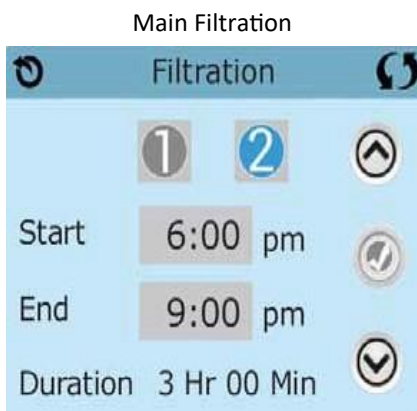 Main Filtration
Filtration
1 2
Start 6:00 pm
End 9:00 pm
Duration 3 Hr 00 Min